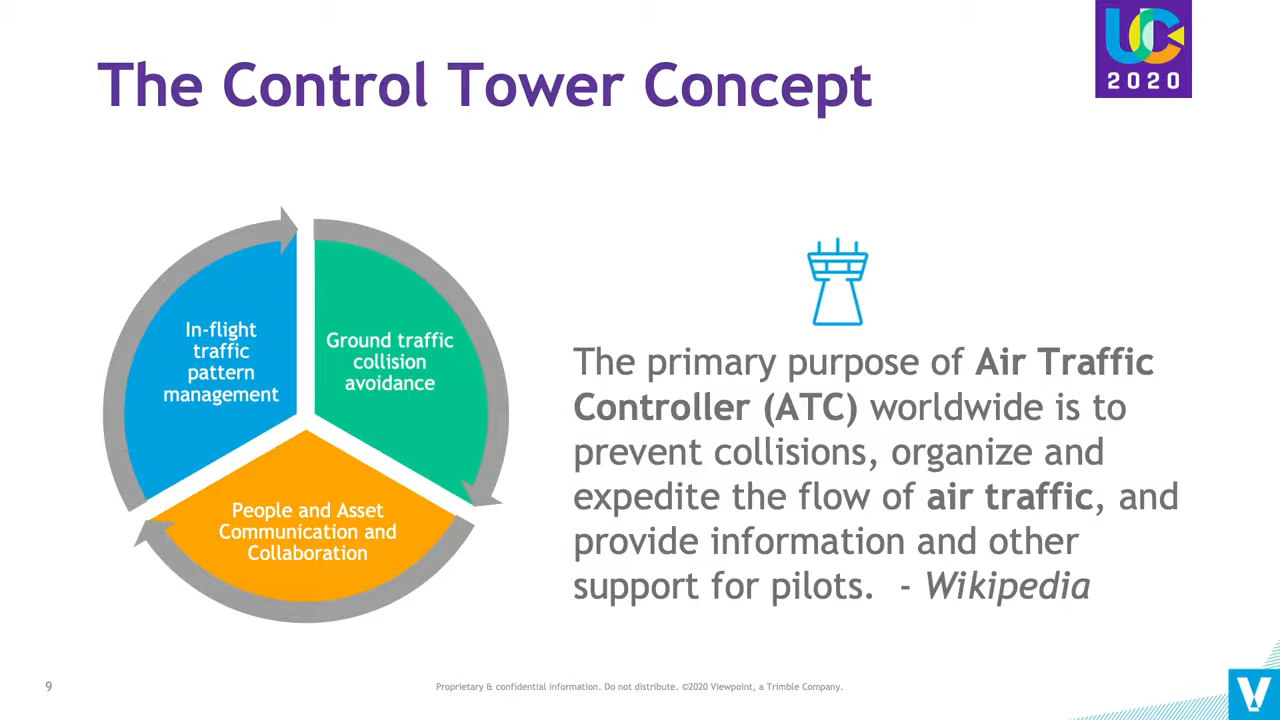 The Control Tower Concept
UC
2020
In-flight
traffic
pattern
management
Ground traffic
collision
avoidance
People and Asset
Communication and
Collaboration
The primary purpose of Air Traffic
Controller (ATC) worldwide is to
prevent collisions, organize and
expedite the flow of air traffic, and
provide information and other
support for pilots.  - Wikipedia
9
Proprietary & confidential information. Do not distribute. ©2020 Viewpoint, a Trimble Company.